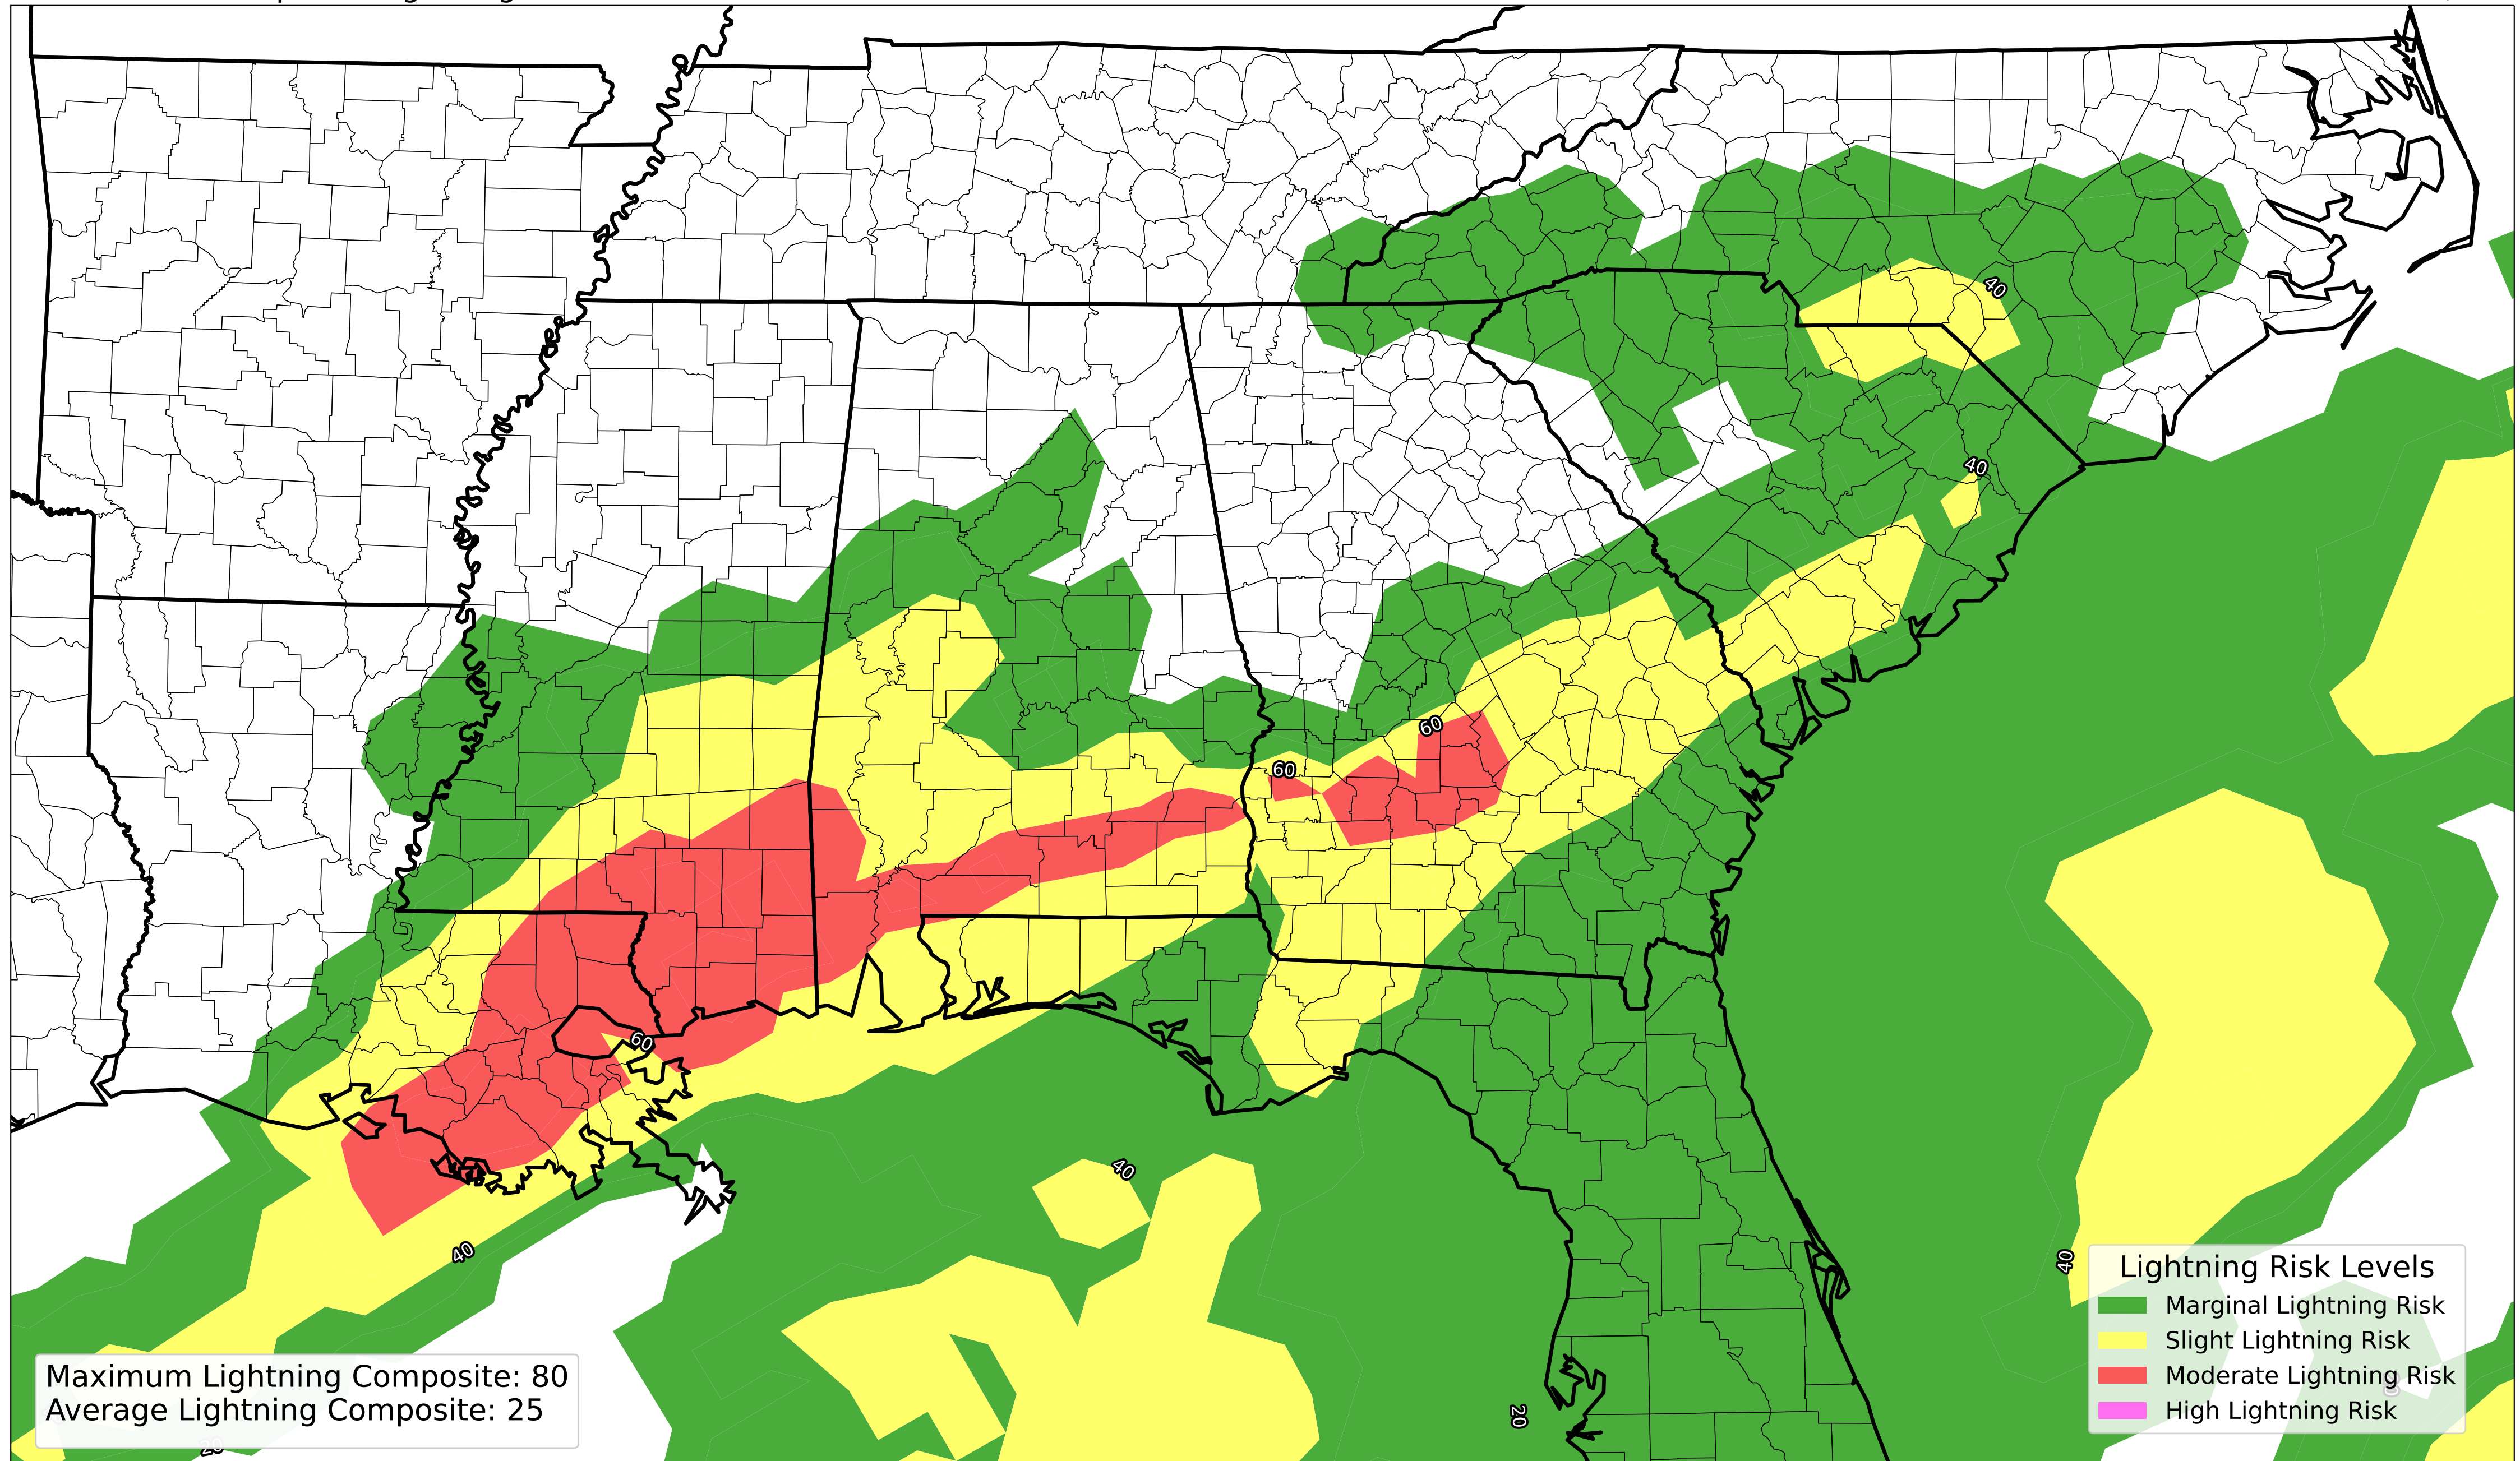 60
60
40
40
60
40
40
40
Maximum Lightning Composite: 80
Average Lightning Composite: 25
20
20
Lightning Risk Levels
Marginal Lightning Risk
Slight Lightning Risk
Moderate Lightning Risk
High Lightning Risk